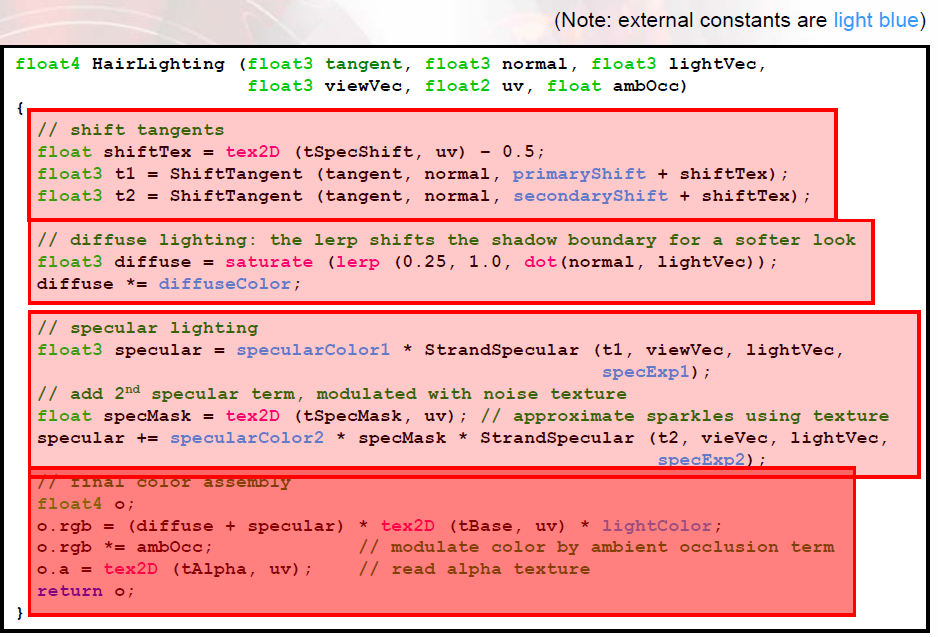 (Note: external constants are light blue)
float4 HairLighting (float3 tangent, float3 normal, float3 lightVec,
float3 viewVec, float2 uv, float ambOcc)
{
// shift tangents
float shiftTex = tex2D (tSpecShift, uv) - 0.5;
float3 t1 = ShiftTangent (tangent, normal, primaryShift + shiftTex);
float3 t2 = ShiftTangent (tangent, normal, secondaryShift + shiftTex);
// diffuse lighting: the lerp shifts the shadow boundary for a softer look
float3 diffuse = saturate (lerp (0.25, 1.0, dot(normal, lightVec));
diffuse *= diffuseColor;
// specular lighting
float3 specular = specularColor1 * StrandSpecular (t1, viewVec, lightVec,
specExp1);
// add 2nd specular term, modulated with noise texture
float specMask = tex2D (tSpecMask, uv); // approximate sparkles using texture
specular += specularColor2 * specMask * StrandSpecular (t2, vieVec, lightVec,
specExp2);
// final color assembly
float4 o;
o.rgb = (diffuse + specular) * tex2D (tBase, uv) * lightColor;
o.rgb *= ambOcc; // modulate color by ambient occlusion term
o.a = tex2D (tAlpha, uv); // read alpha texture
return o;
}